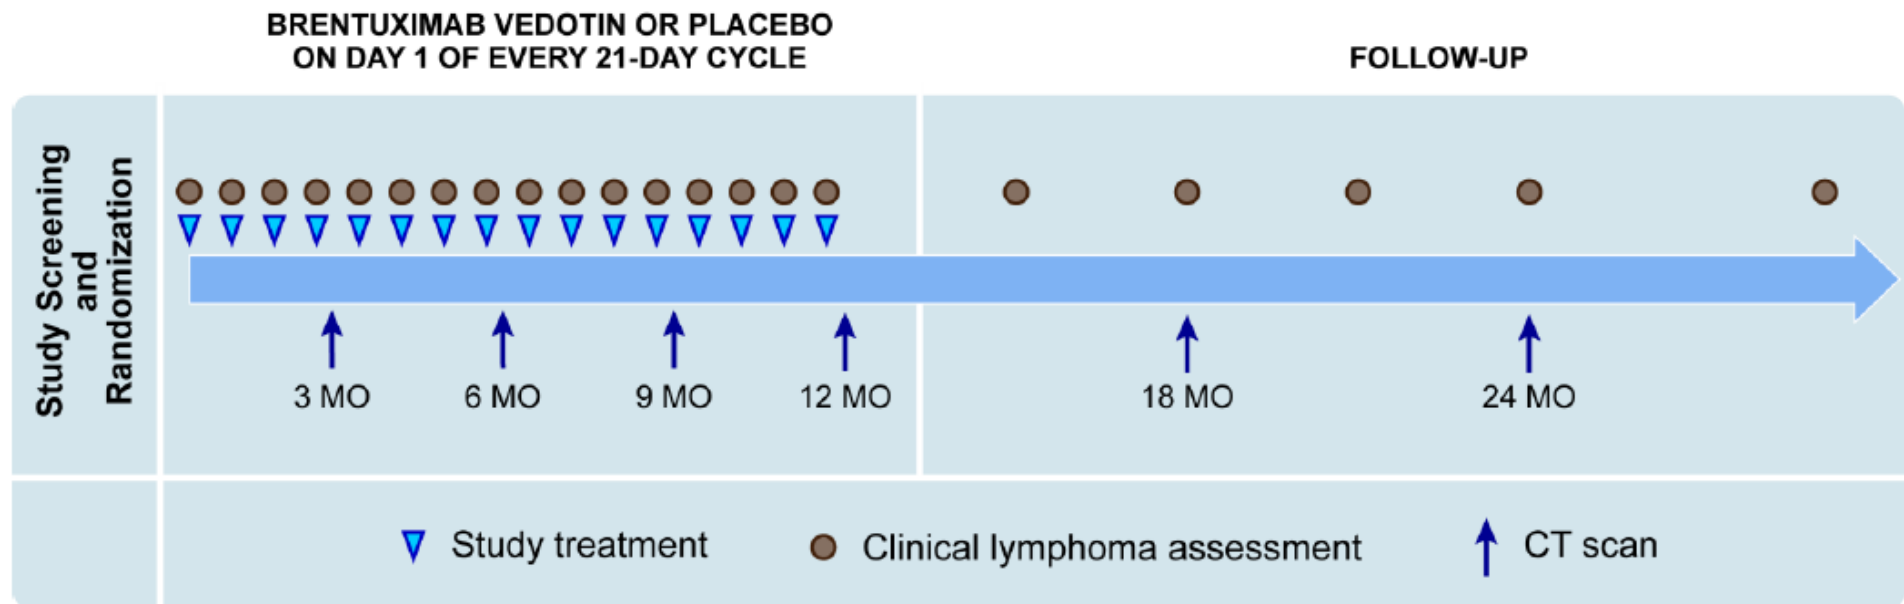 BRENTUXIMAB VEDOTIN OR PLACEBO
ON DAY 1 OF EVERY 21-DAY CYCLE
FOLLOW-UP
Study Screening
and
Randomization
3 MO
6 MO
9 MO
12 MO
18 MO
24 MO
Study treatment
Clinical lymphoma assessment
CT scan